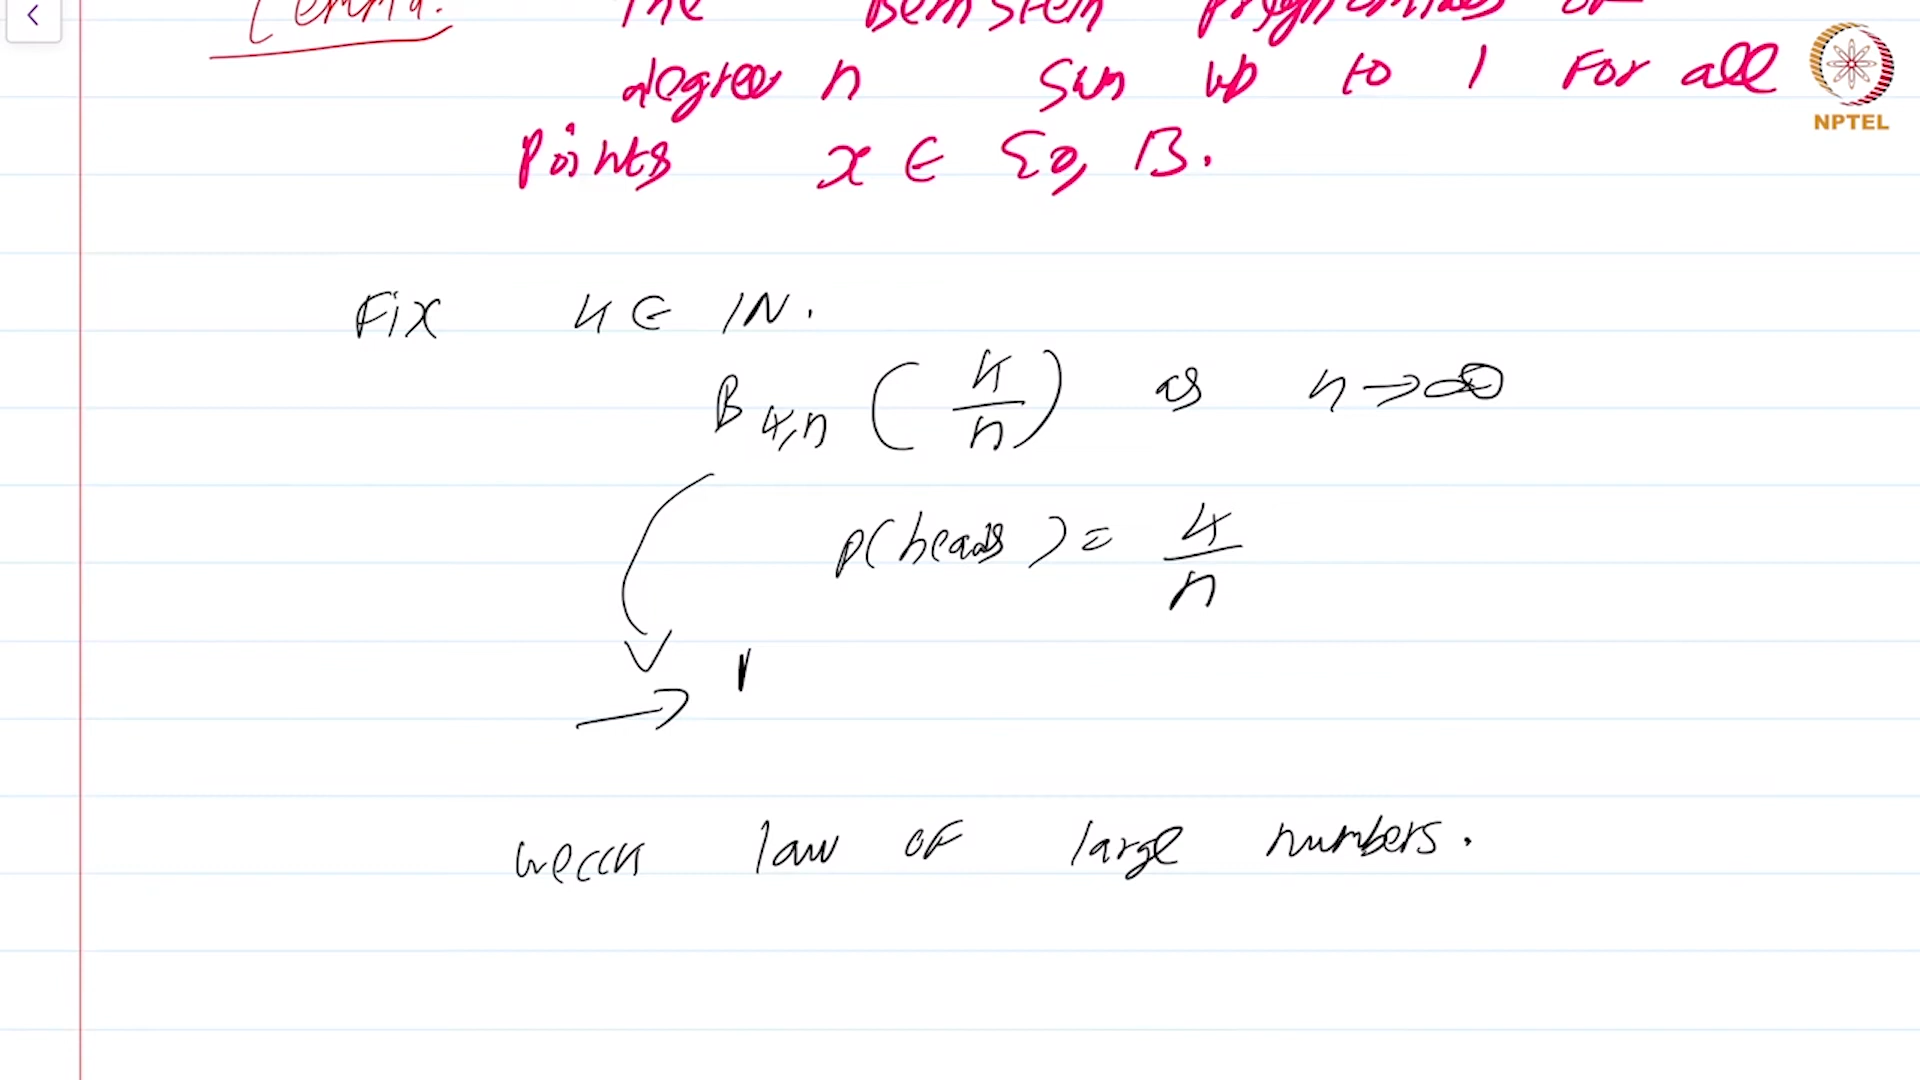 Lemma. The Bernstein Polynomials of
degree n sum up to 1 for all
NPTEL
Points x ∈ [0, 1].
Fix k ∈ ℕ.
B k,n ( k/n ) as n → ∞
P(heads) = k/n
→ 1
weak law of large numbers.